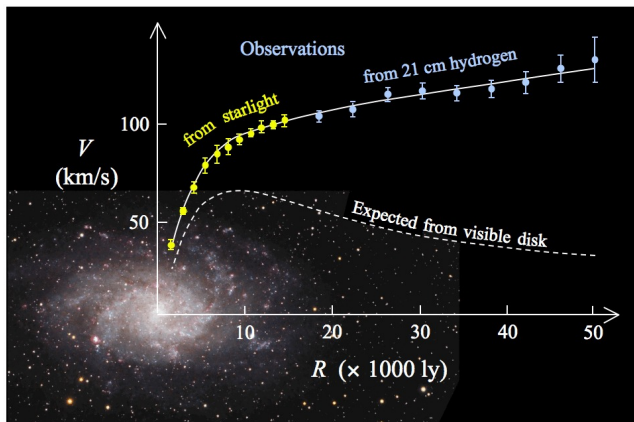 Observations
from 21 cm hydrogen
from starlight
100
V
(km/s)
50
Expected from visible disk
10
20
30
40
50
R (× 1000 ly)